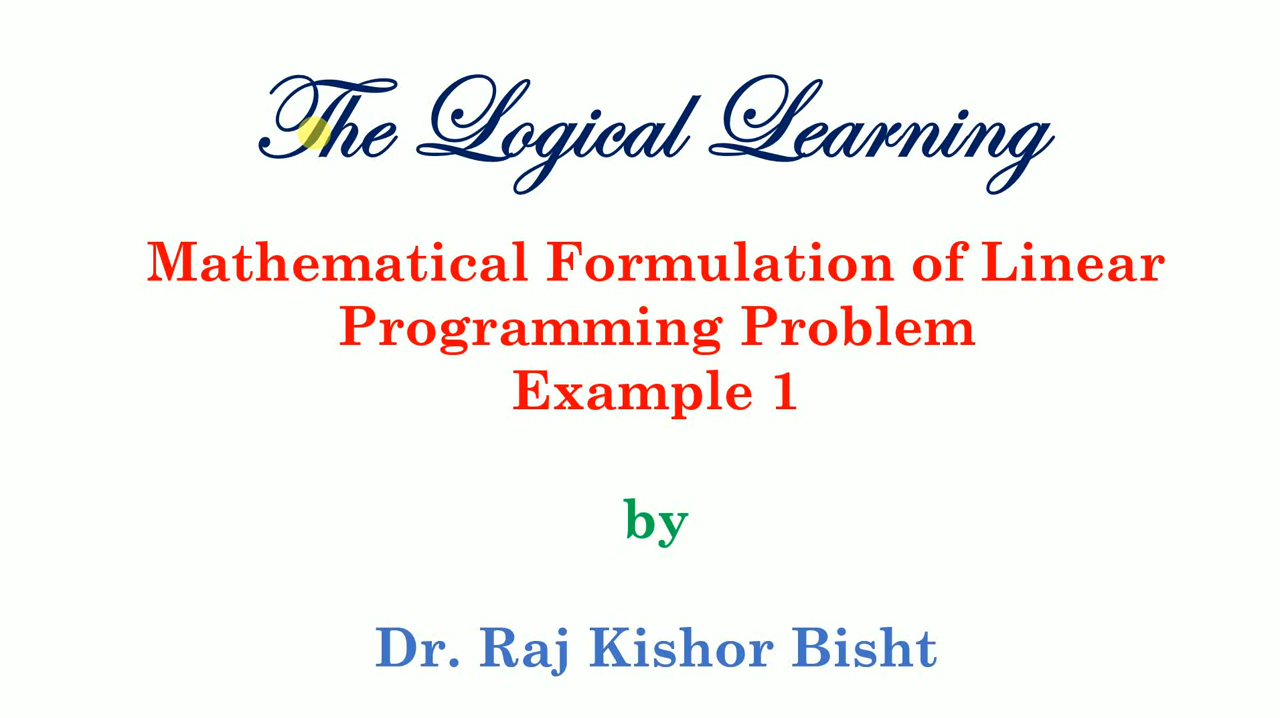 The Logical Learning
Mathematical Formulation of Linear
Programming Problem
Example 1
by
Dr. Raj Kishor Bisht